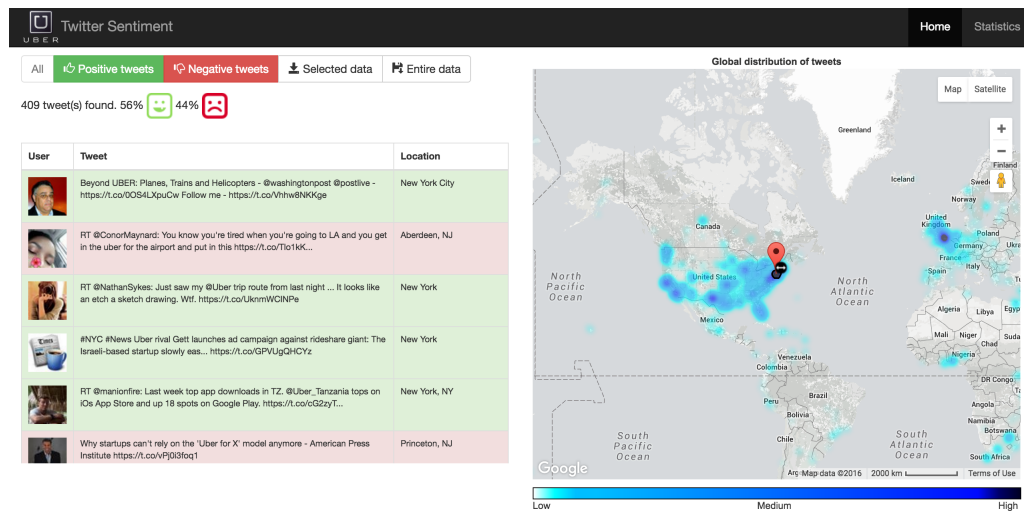 UBER
Twitter Sentiment
Home
Statistics
All
Positive tweets
Negative tweets
Selected data
Entire data
409 tweet(s) found. 56%
44%
User
Tweet
Location
Beyond UBER: Planes, Trains and Helicopters - @washingtonpost @postlive -
https://t.co/0OS4LXpuCw Follow me - https://t.co/Vhhw8NKKge
New York City
RT @ConorMaynard: You know you're tired when you're going to LA and you get
in the uber for the airport and put in this https://t.co/Tlo1kK...
Aberdeen, NJ
RT @NathanSykes: Just saw my @Uber trip route from last night ... It looks like
an etch a sketch drawing. Wtf. https://t.co/UknmWCINPe
New York
#NYC #News Uber rival Gett launches ad campaign against rideshare giant: The
Israeli-based startup slowly eas... https://t.co/GPVUgQHCYz
New York
RT @manionfire: Last week top app downloads in TZ. @Uber_Tanzania tops on
iOs App Store and up 18 spots on Google Play. https://t.co/cG2zyT...
New York, NY
Why startups can't rely on the 'Uber for X' model anymore - American Press
Institute https://t.co/vPj0i3foq1
Princeton, NJ
Global distribution of tweets
Map
Satellite
Greenland
Iceland
Finland
Swede
Norway
United
Kingdom
Poland
Germany
Ukra
France
Spain
Italy
Canada
United States
Mexico
North
Pacific
Ocean
North
Atlantic
Ocean
Algeria
Libya
Egyp
Mali
Niger
Chad
Suda
Nigeria
Venezuela
Colombia
DR Congo
Peru
Brazil
Bolivia
Angola
Namibia
Botswana
Chile
South
Pacific
Ocean
South
Atlantic
Ocean
South Africa
Google
Map data ©2016
2000 km
Terms of Use
Low
Medium
High